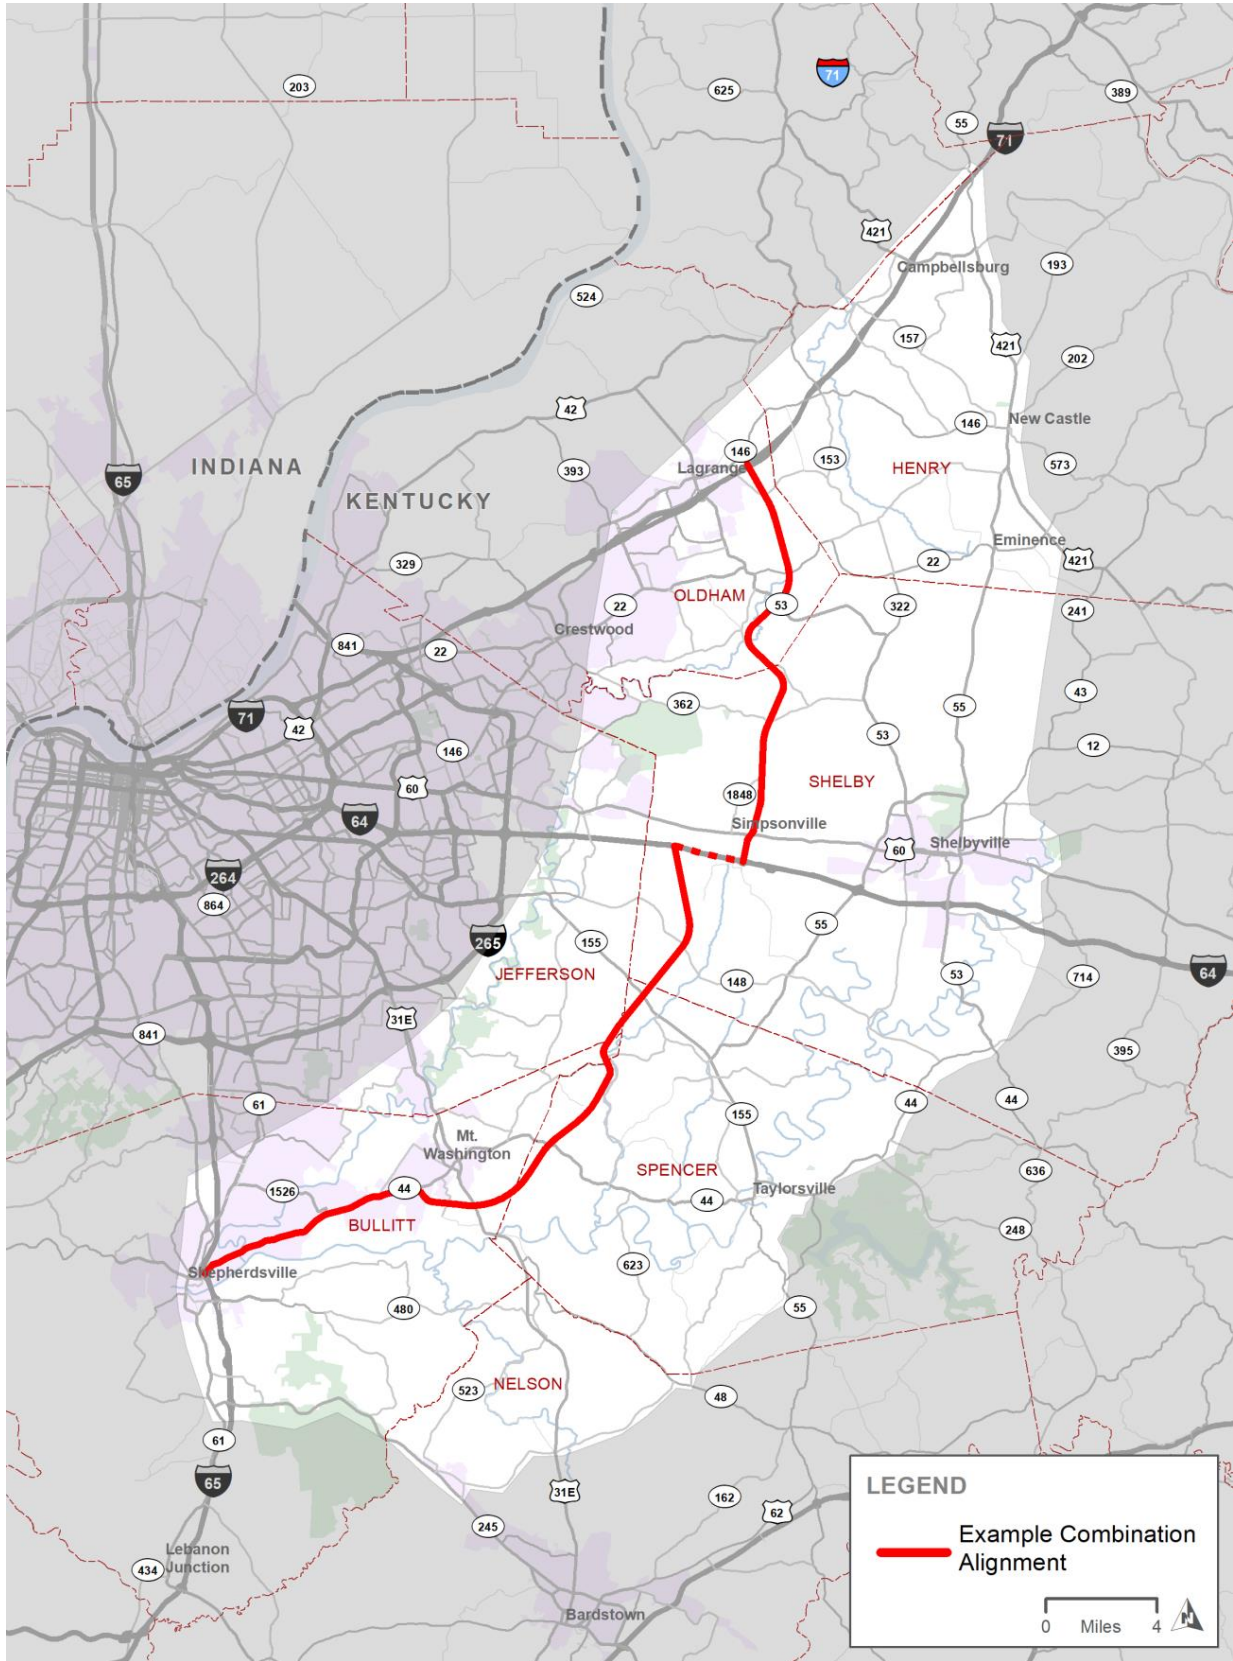 203
625
71
389
55
71
421
Campbellsburg
193
524
157
421
202
42
146
New Castle
146
Lagrange
153
HENRY
573
393
65
INDIANA
KENTUCKY
Eminence
421
22
329
OLDHAM
53
322
241
22
Crestwood
841
22
43
362
55
71
42
53
12
146
SHELBY
60
1848
64
Simpsonville
60
Shelbyville
264
864
55
265
155
JEFFERSON
53
714
64
148
31E
841
395
61
44
44
155
Mt.
Washington
SPENCER
636
1526
44
44
Taylorsville
BULLITT
248
623
Shepherdsville
480
55
NELSON
523
48
61
65
31E
162
62
245
Lebanon
Junction
434
Bardstown
LEGEND
Example Combination
Alignment
0 Miles 4
N